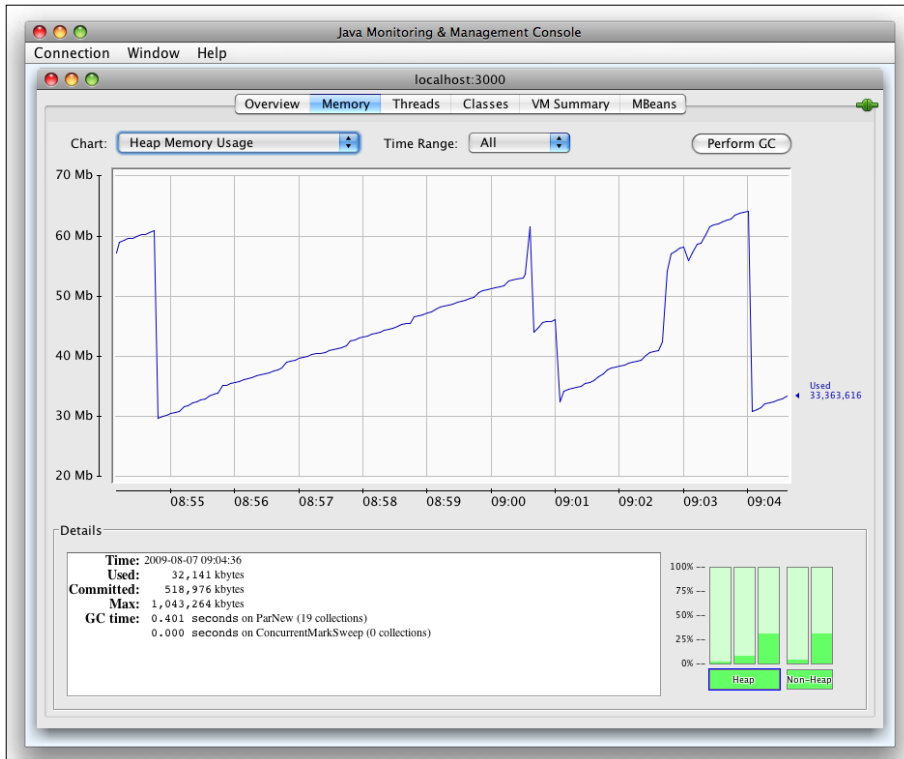 Java Monitoring & Management Console
Connection Window Help
localhost:3000
Overview Memory Threads Classes VM Summary MBeans
Chart: Heap Memory Usage Time Range: All Perform GC
70 Mb
60 Mb
50 Mb
40 Mb
30 Mb
20 Mb
Used
33,363,616
08:55 08:56 08:57 08:58 08:59 09:00 09:01 09:02 09:03 09:04
Details
Time: 2009-08-07 09:04:36
Used: 32,141 kbytes
Committed: 518,976 kbytes
Max: 1,043,264 kbytes
GC time: 0.401 seconds on ParNew (19 collections)
0.000 seconds on ConcurrentMarkSweep (0 collections)
100% --
75% --
50% --
25% --
0% --
Heap Non-Heap